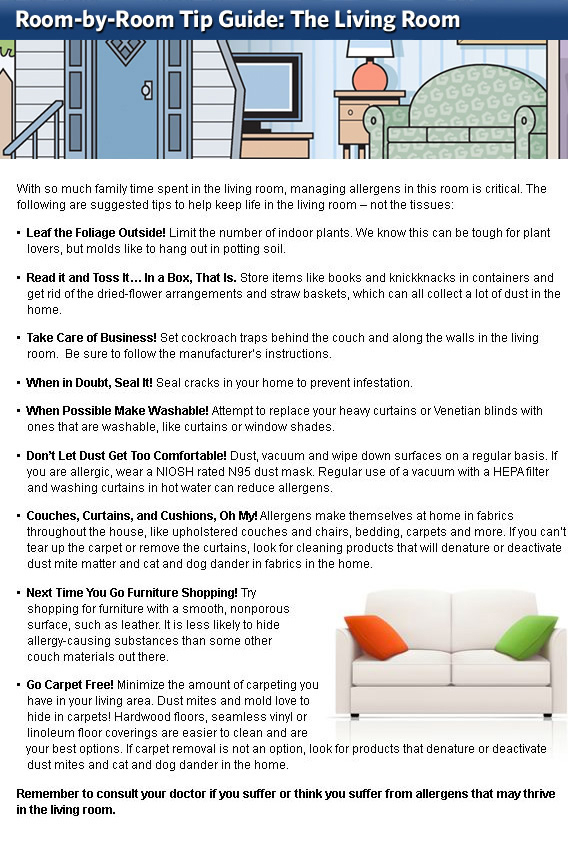 Room-by-Room Tip Guide: The Living Room
With so much family time spent in the living room, managing allergens in this room is critical. The
following are suggested tips to help keep life in the living room – not the tissues:
• Leaf the Foliage Outside! Limit the number of indoor plants. We know this can be tough for plant
lovers, but molds like to hang out in potting soil.
• Read it and Toss It… In a Box, That Is. Store items like books and knickknacks in containers and
get rid of the dried-flower arrangements and straw baskets, which can all collect a lot of dust in the
home.
• Take Care of Business! Set cockroach traps behind the couch and along the walls in the living
room. Be sure to follow the manufacturer's instructions.
• When in Doubt, Seal It! Seal cracks in your home to prevent infestation.
• When Possible Make Washable! Attempt to replace your heavy curtains or Venetian blinds with
ones that are washable, like curtains or window shades.
• Don't Let Dust Get Too Comfortable! Dust, vacuum and wipe down surfaces on a regular basis. If
you are allergic, wear a NIOSH rated N95 dust mask. Regular use of a vacuum with a HEPA filter
and washing curtains in hot water can reduce allergens.
• Couches, Curtains, and Cushions, Oh My! Allergens make themselves at home in fabrics
throughout the house, like upholstered couches and chairs, bedding, carpets and more. If you can't
tear up the carpet or remove the curtains, look for cleaning products that will denature or deactivate
dust mite matter and cat and dog dander in fabrics in the home.
• Next Time You Go Furniture Shopping! Try
shopping for furniture with a smooth, nonporous
surface, such as leather. It is less likely to hide
allergy-causing substances than some other
couch materials out there.
• Go Carpet Free! Minimize the amount of carpeting you
have in your living area. Dust mites and mold love to
hide in carpets! Hardwood floors, seamless vinyl or
linoleum floor coverings are easier to clean and are
your best options. If carpet removal is not an option, look for products that denature or deactivate
dust mites and cat and dog dander in the home.
Remember to consult your doctor if you suffer or think you suffer from allergens that may thrive
in the living room.